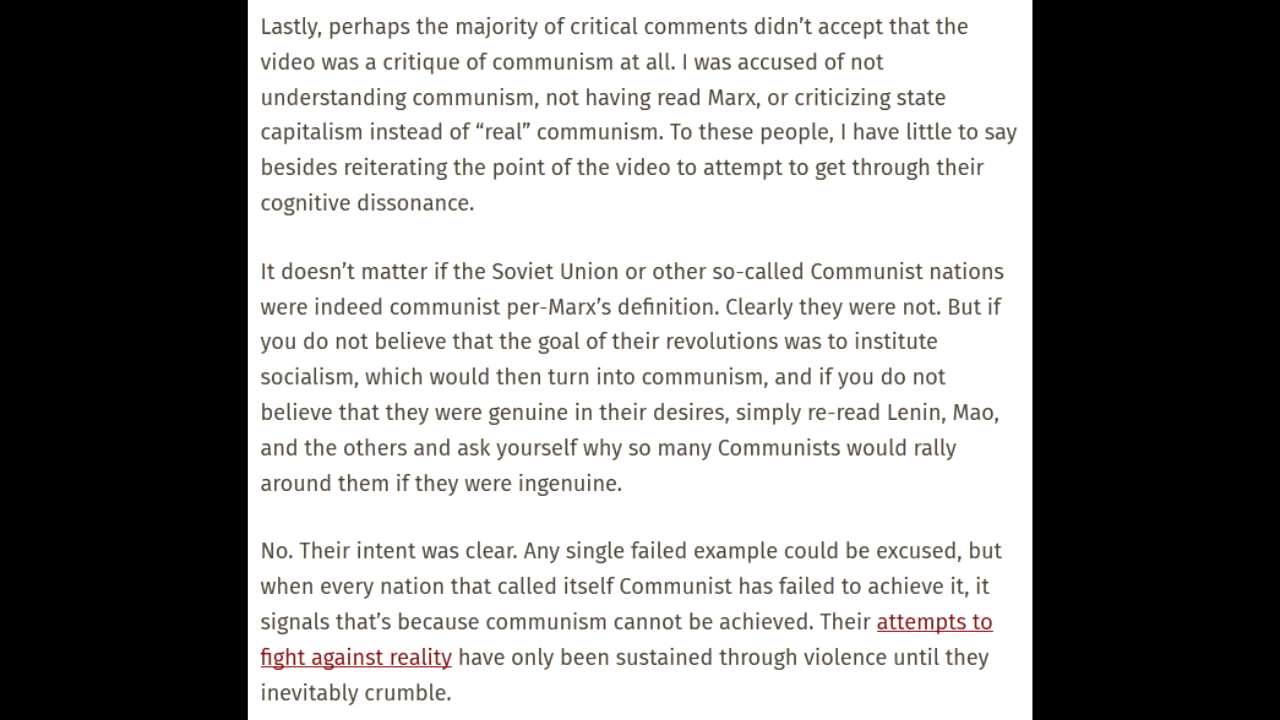 Lastly, perhaps the majority of critical comments didn’t accept that the
video was a critique of communism at all. I was accused of not
understanding communism, not having read Marx, or criticizing state
capitalism instead of “real” communism. To these people, I have little to say
besides reiterating the point of the video to attempt to get through their
cognitive dissonance.
It doesn’t matter if the Soviet Union or other so-called Communist nations
were indeed communist per-Marx’s definition. Clearly they were not. But if
you do not believe that the goal of their revolutions was to institute
socialism, which would then turn into communism, and if you do not
believe that they were genuine in their desires, simply re-read Lenin, Mao,
and the others and ask yourself why so many Communists would rally
around them if they were ingenuine.
No. Their intent was clear. Any single failed example could be excused, but
when every nation that called itself Communist has failed to achieve it, it
signals that’s because communism cannot be achieved. Their attempts to
fight against reality have only been sustained through violence until they
inevitably crumble.